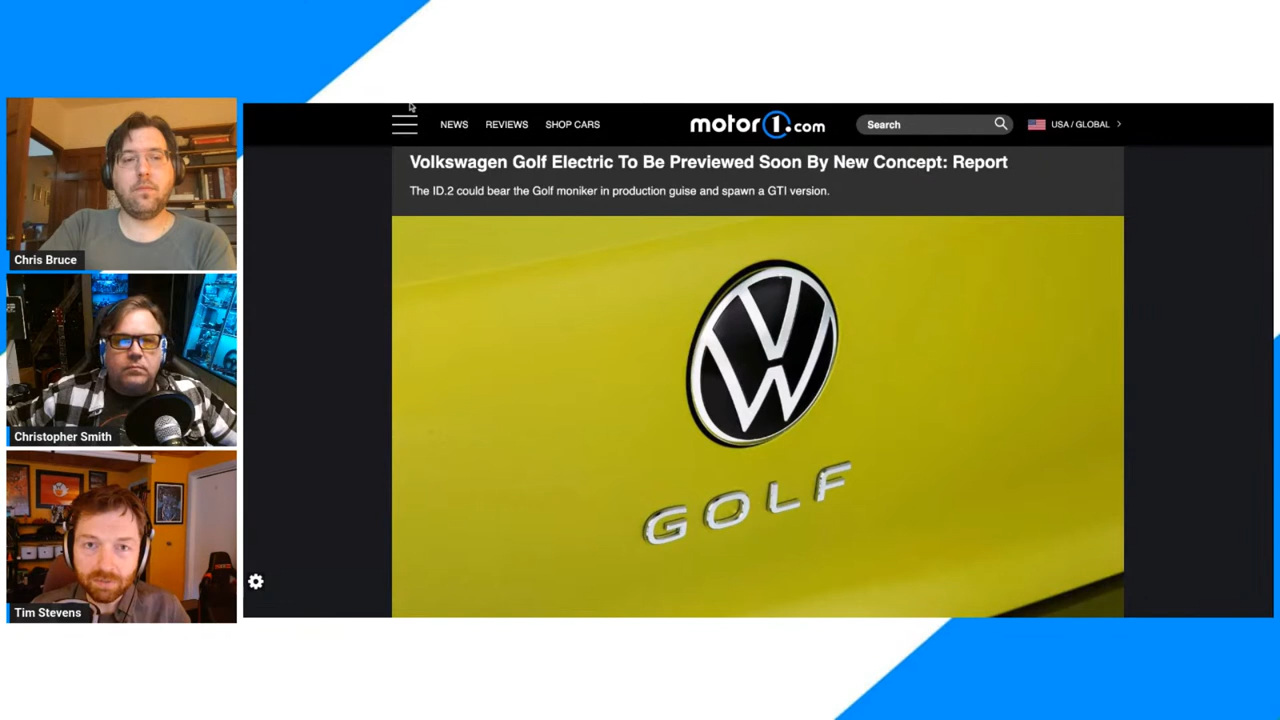 NEWS REVIEWS SHOP CARS motor1.com Search USA / GLOBAL
Volkswagen Golf Electric To Be Previewed Soon By New Concept: Report
The ID.2 could bear the Golf moniker in production guise and spawn a GTI version.
GOLF
Chris Bruce
Christopher Smith
Tim Stevens